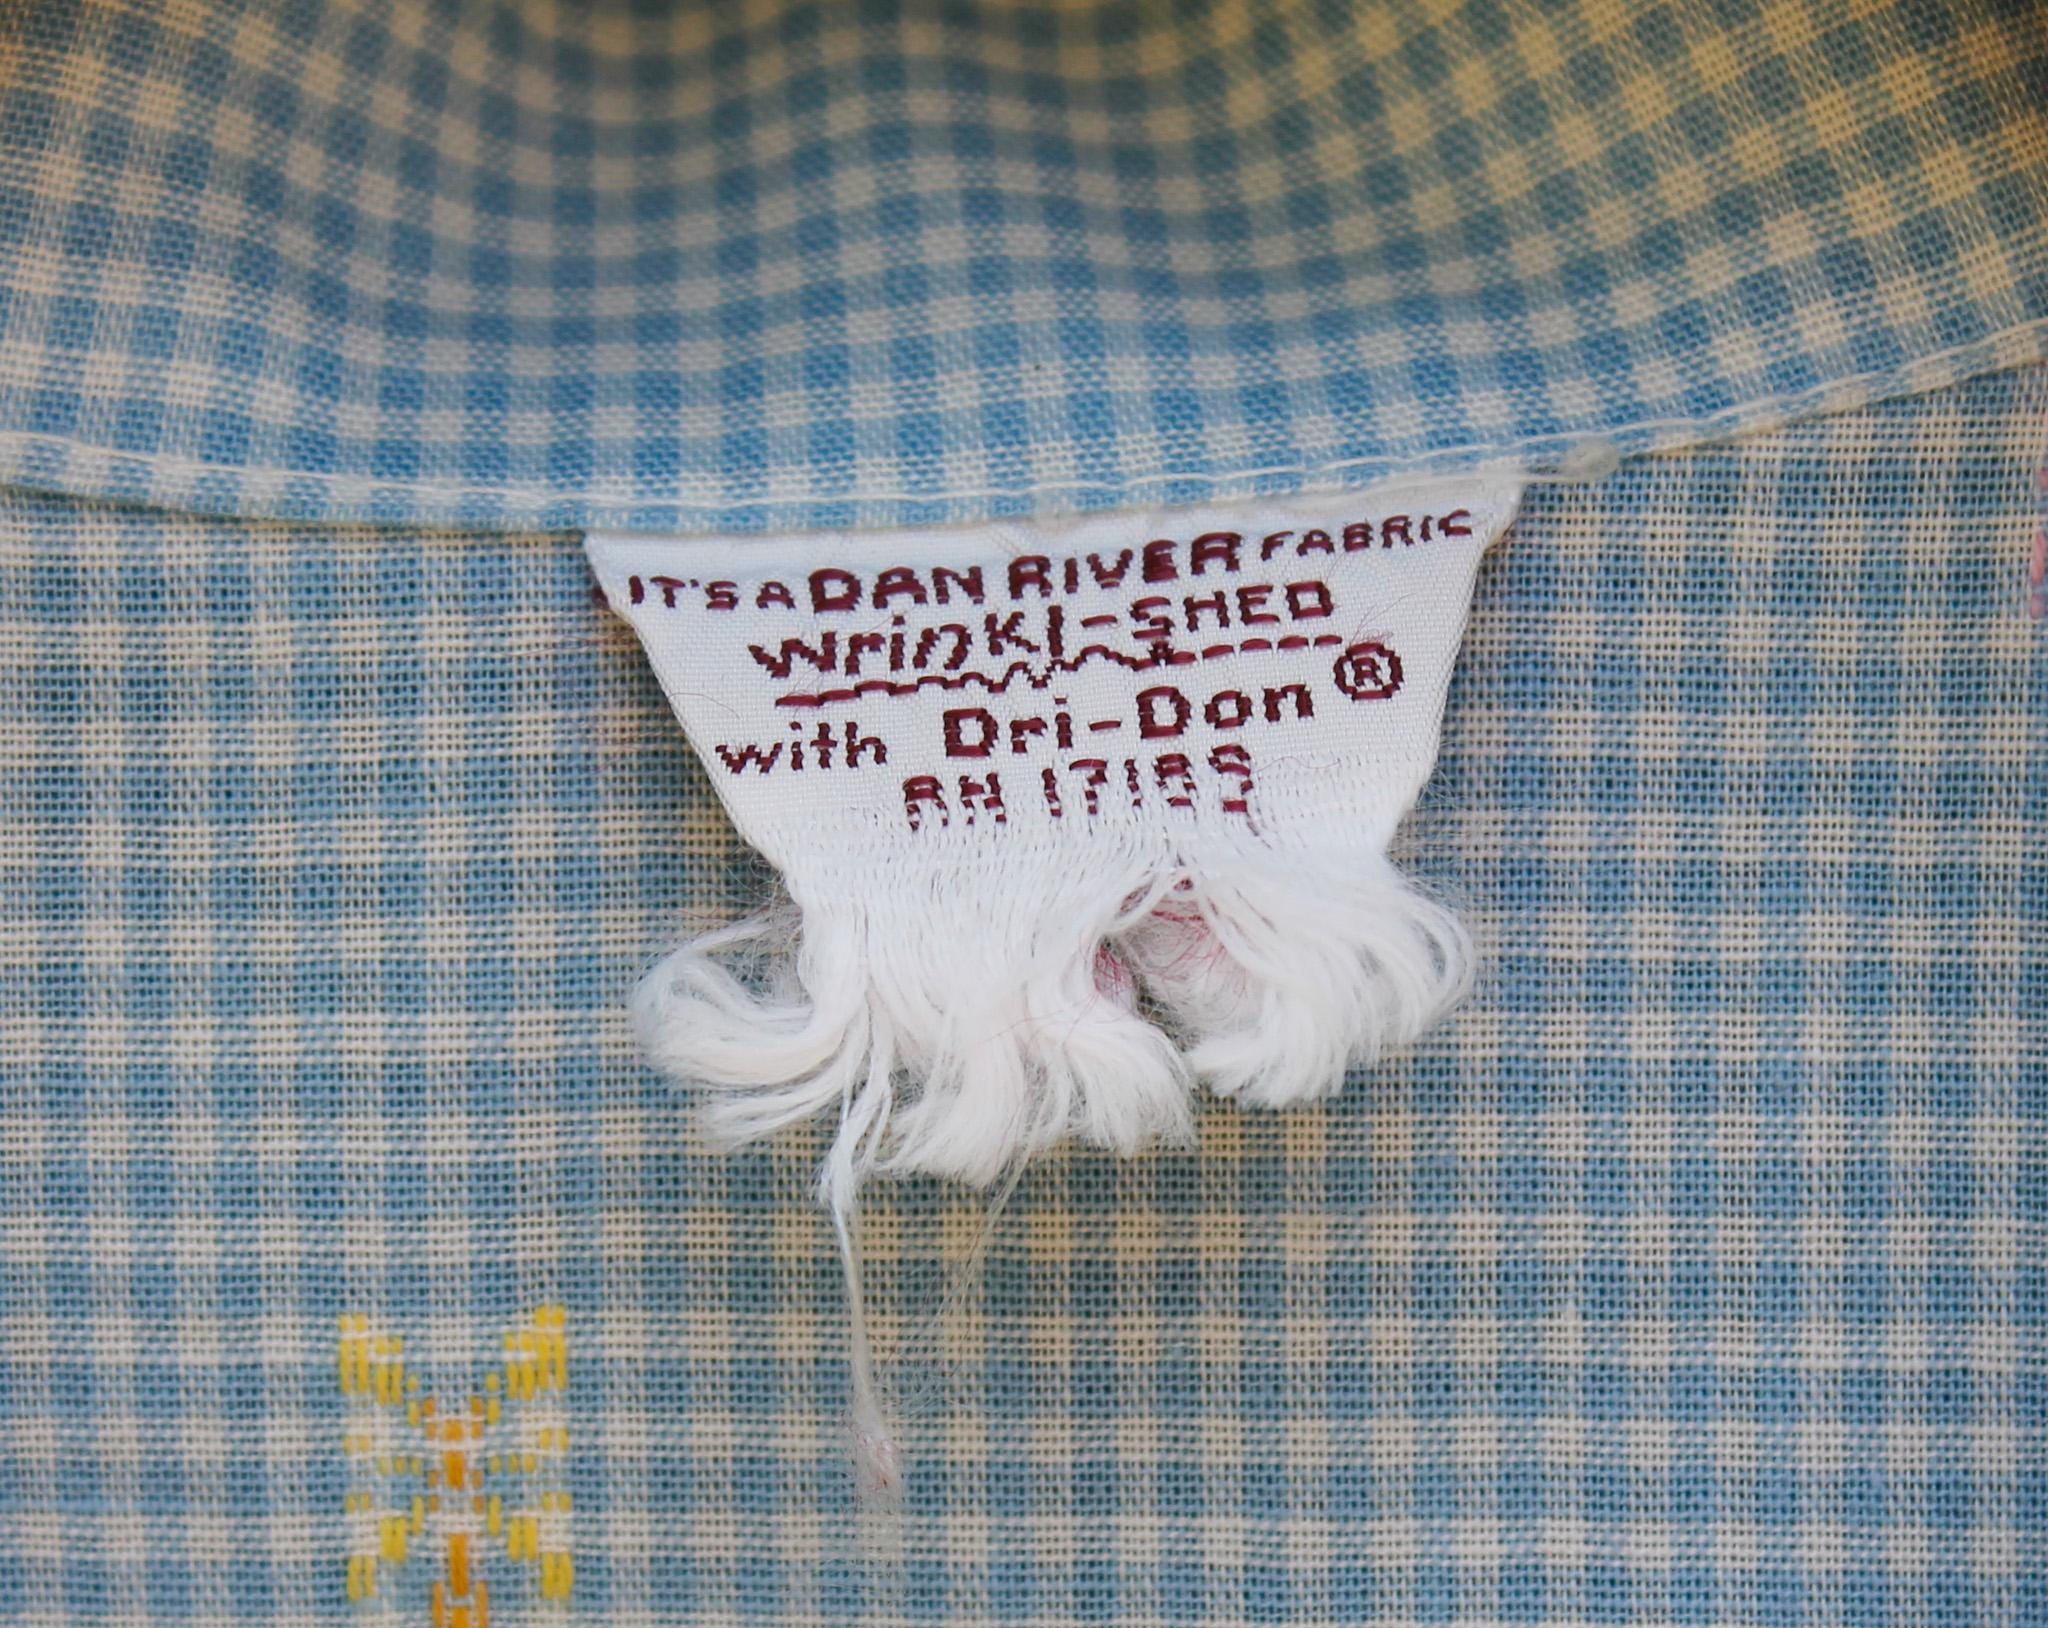 IT'S A DAN RIVER FABRIC
Wrinkl-SHED
with Dri-Don ®
RN 17189